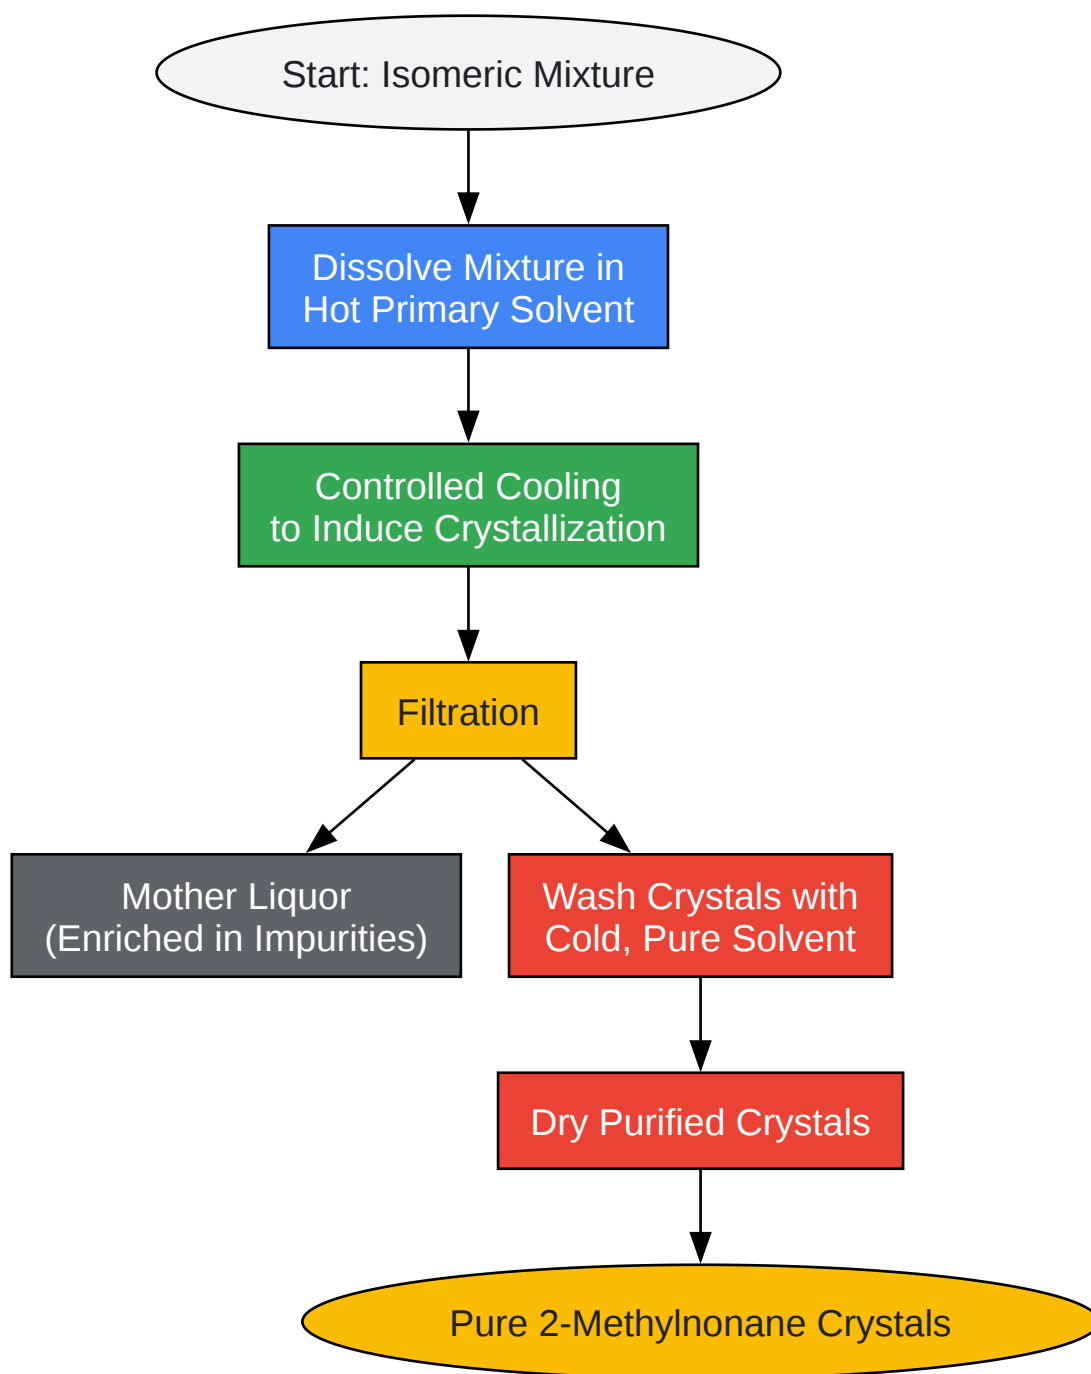 Start: Isomeric Mixture
Dissolve Mixture in
Hot Primary Solvent
Controlled Cooling
to Induce Crystallization
Filtration
Mother Liquor
(Enriched in Impurities)
Wash Crystals with
Cold, Pure Solvent
Dry Purified Crystals
Pure 2-Methylnonane Crystals